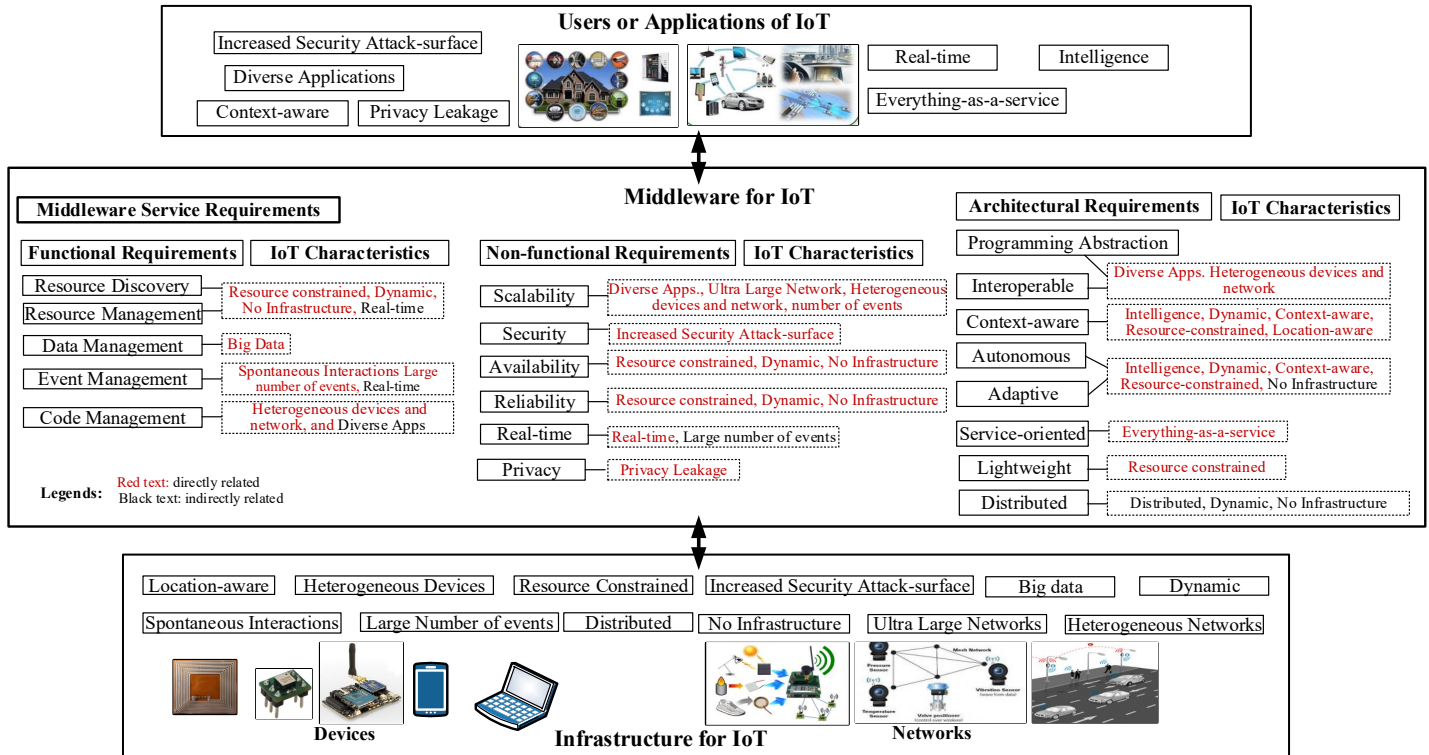 Users or Applications of IoT
Increased Security Attack-surface
Diverse Applications
Context-aware
Privacy Leakage
Real-time
Intelligence
Everything-as-a-service
Middleware for IoT
Middleware Service Requirements
Functional Requirements
IoT Characteristics
Resource Discovery
Resource Management
Resource constrained, Dynamic,
No Infrastructure, Real-time
Data Management
Big Data
Event Management
Spontaneous Interactions Large
number of events, Real-time
Code Management
Heterogeneous devices and
network, and Diverse Apps
Legends:
Red text: directly related
Black text: indirectly related
Non-functional Requirements
IoT Characteristics
Scalability
Diverse Apps., Ultra Large Network, Heterogeneous
devices and network, number of events
Security
Increased Security Attack-surface
Availability
Resource constrained, Dynamic, No Infrastructure
Reliability
Resource constrained, Dynamic, No Infrastructure
Real-time
Real-time, Large number of events
Privacy
Privacy Leakage
Architectural Requirements
IoT Characteristics
Programming Abstraction
Interoperable
Diverse Apps. Heterogeneous devices and
network
Context-aware
Intelligence, Dynamic, Context-aware,
Resource-constrained, Location-aware
Autonomous
Adaptive
Intelligence, Dynamic, Context-aware,
Resource-constrained, No Infrastructure
Service-oriented
Everything-as-a-service
Lightweight
Resource constrained
Distributed
Distributed, Dynamic, No Infrastructure
Location-aware
Heterogeneous Devices
Resource Constrained
Increased Security Attack-surface
Big data
Dynamic
Spontaneous Interactions
Large Number of events
Distributed
No Infrastructure
Ultra Large Networks
Heterogeneous Networks
Pressure
Sensor
Mesh Network
Vibration Sensor
Temperature
Sensor
Valve positioner
Devices
Infrastructure for IoT
Networks